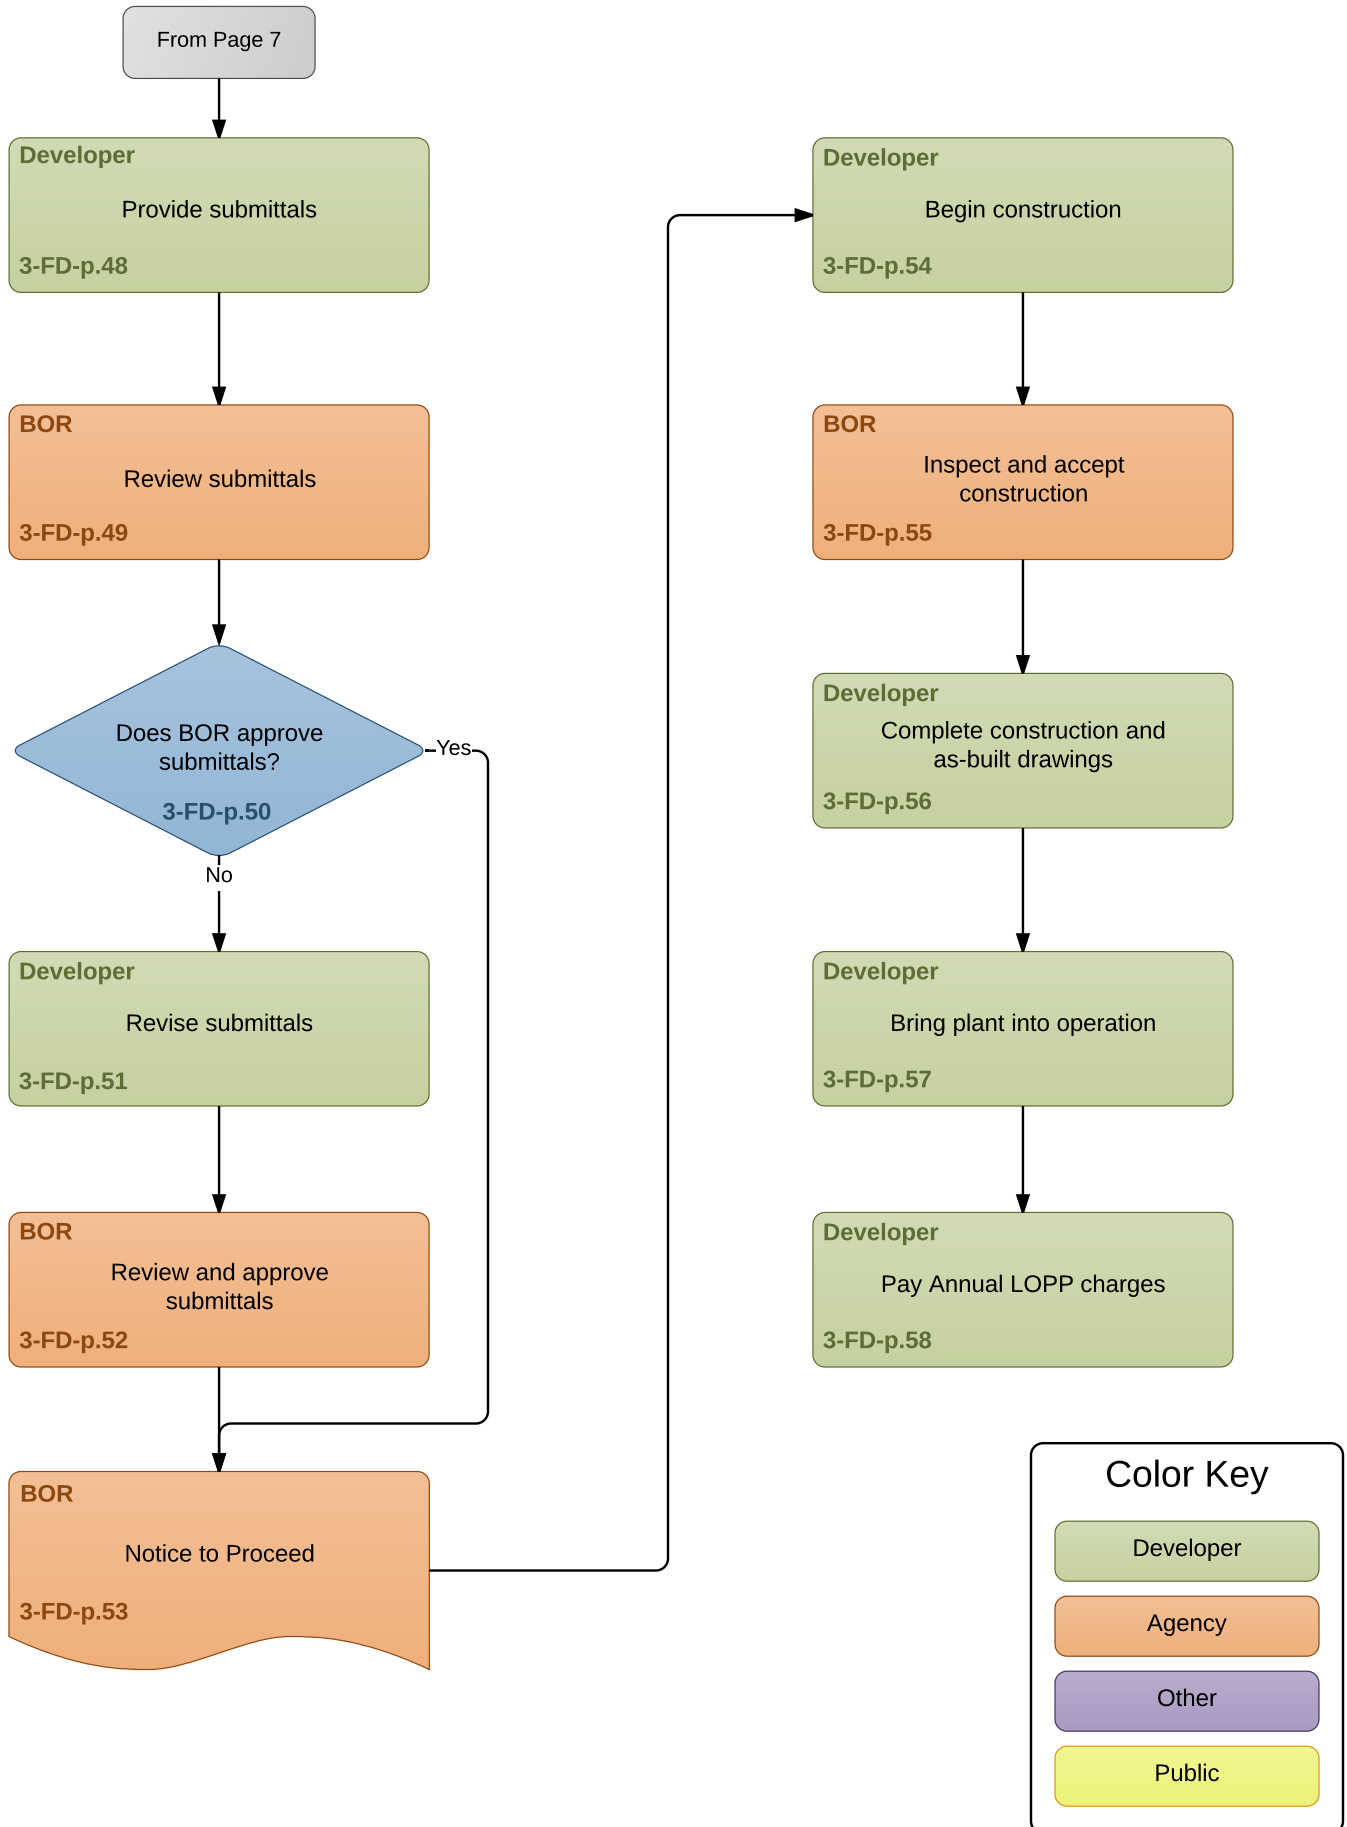 From Page 7
Developer
Provide submittals
3-FD-p.48
BOR
Review submittals
3-FD-p.49
Does BOR approve
submittals?
3-FD-p.50
Yes
No
Developer
Revise submittals
3-FD-p.51
BOR
Review and approve
submittals
3-FD-p.52
BOR
Notice to Proceed
3-FD-p.53
Developer
Begin construction
3-FD-p.54
BOR
Inspect and accept
construction
3-FD-p.55
Developer
Complete construction and
as-built drawings
3-FD-p.56
Developer
Bring plant into operation
3-FD-p.57
Developer
Pay Annual LOPP charges
3-FD-p.58
Color Key
Developer
Agency
Other
Public